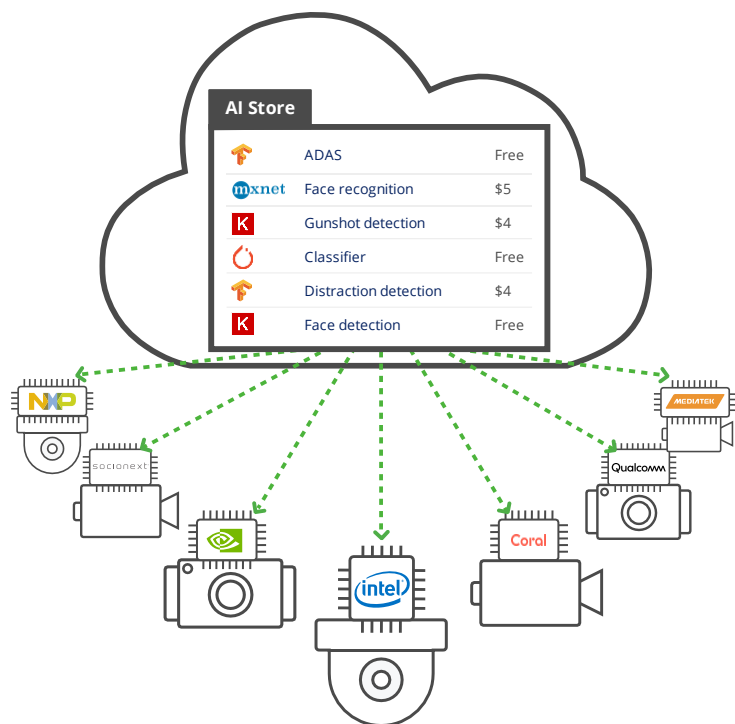 AI Store
ADAS Free
mxnet Face recognition $5
K Gunshot detection $4
Classifier Free
Distraction detection $4
K Face detection Free
NXP
MEDIATEK
socionext
Qualcomm
Coral
intel